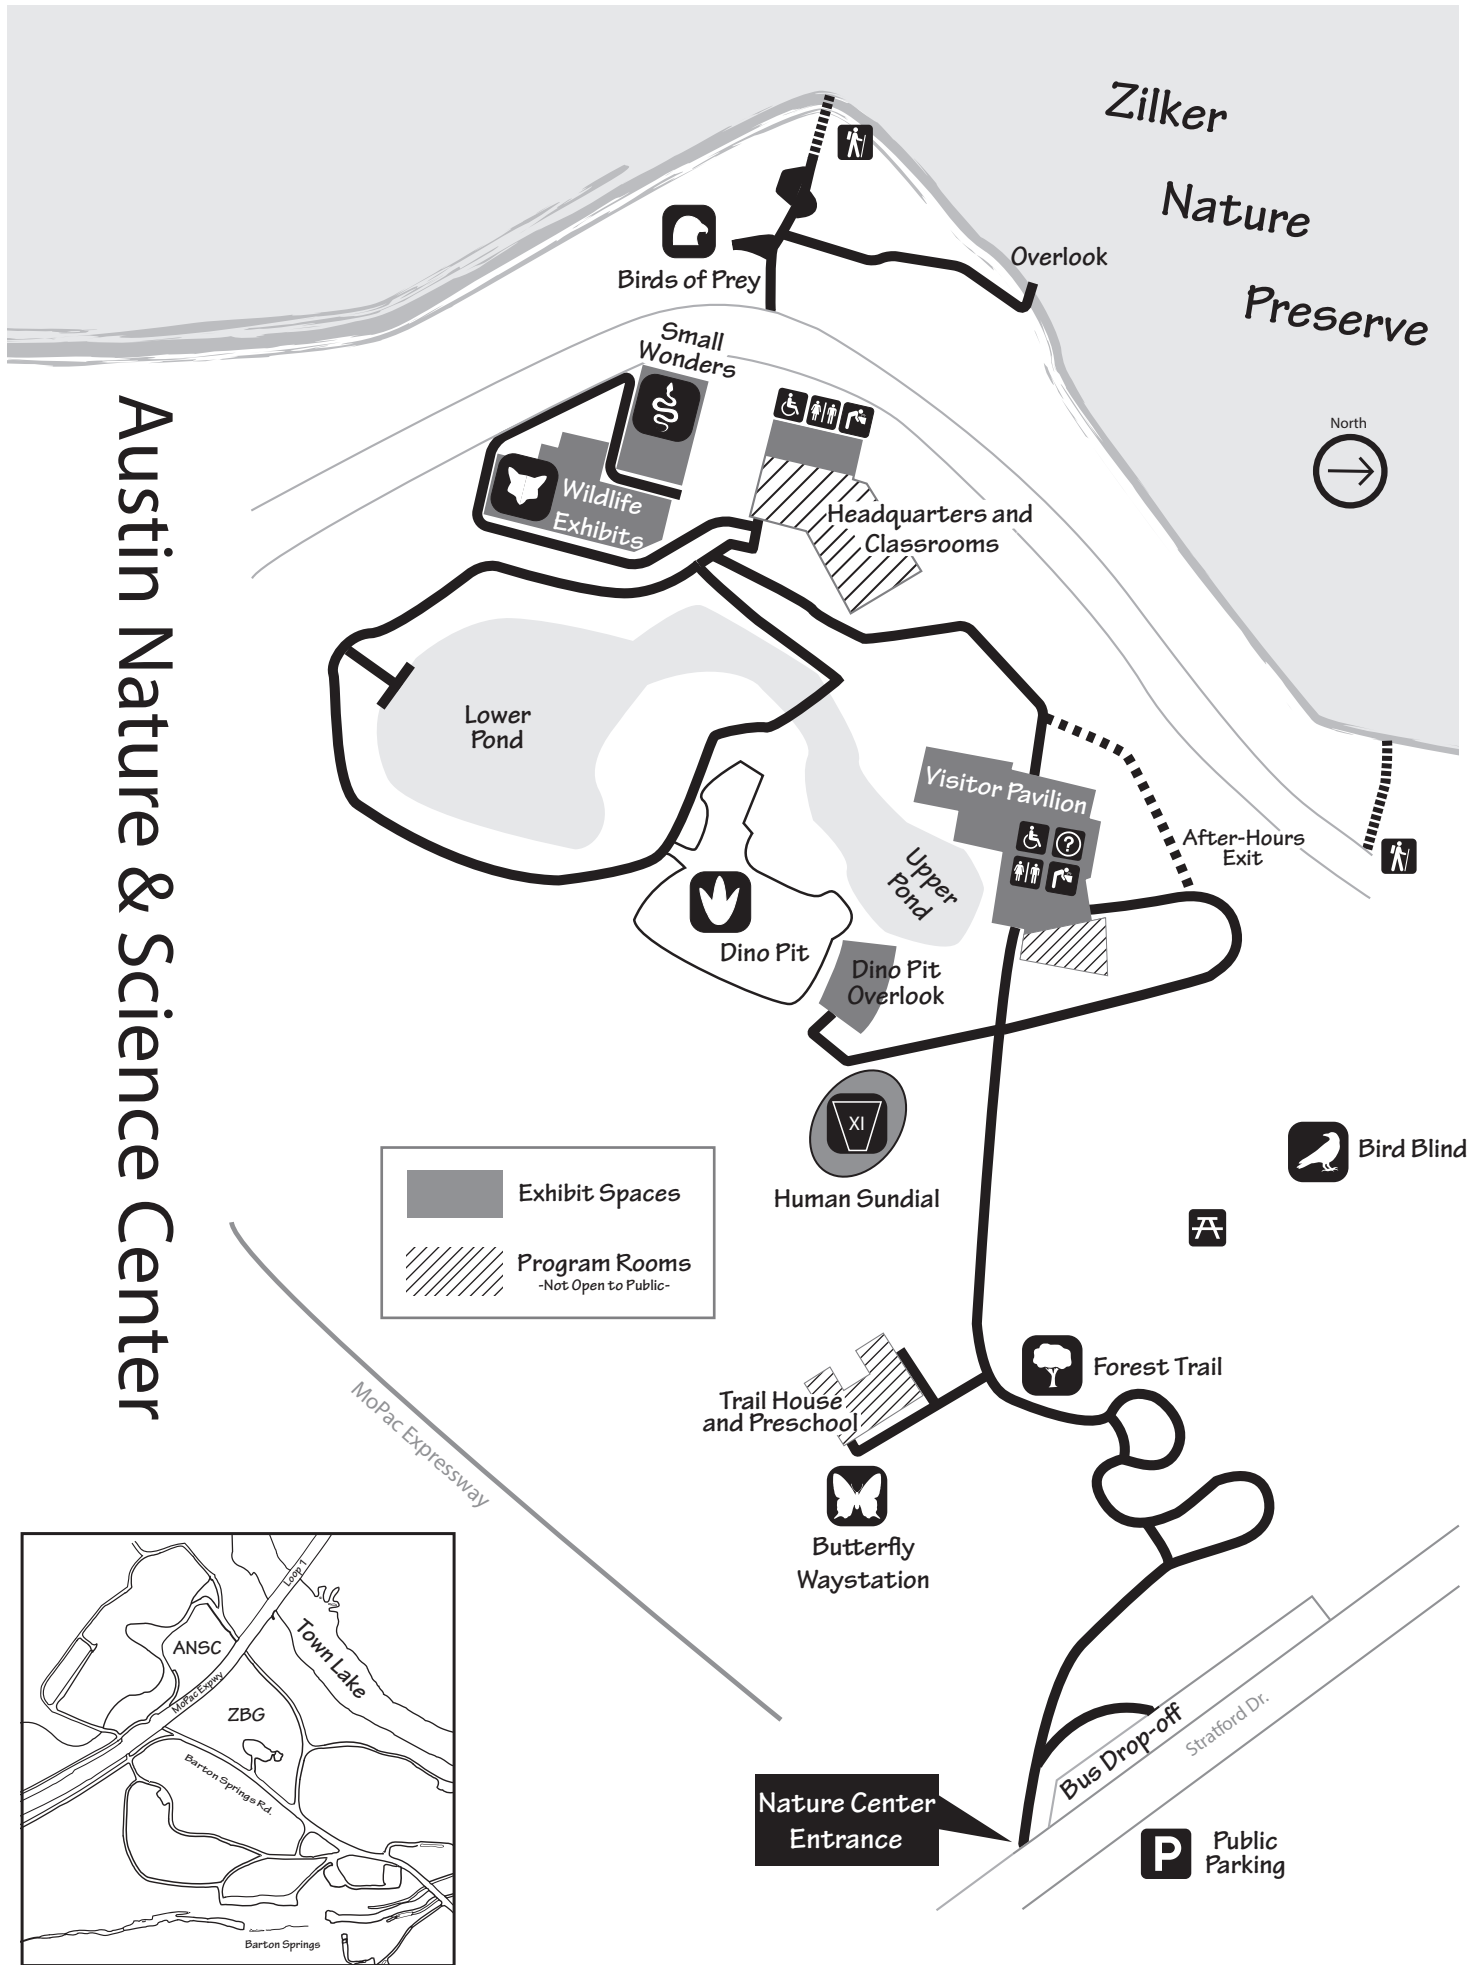 Zilker
Nature
Preserve
Overlook
Birds of Prey
Small
Wonders
North
Wildlife
Exhibits
Headquarters and
Classrooms
Austin Nature & Science Center
Lower
Pond
Visitor Pavilion
?
After-Hours
Exit
Upper
Pond
Dino Pit
Dino Pit
Overlook
XI
Human Sundial
Bird Blind
Exhibit Spaces
Program Rooms
-Not Open to Public-
Forest Trail
Trail House
and Preschool
MoPac Expressway
Butterfly
Waystation
Bus Drop-off
Stratford Dr.
Nature Center
Entrance
P
Public
Parking
Loop 1
ANSC
Town Lake
MoPac Expwy
ZBG
Barton Springs Rd.
Barton Springs